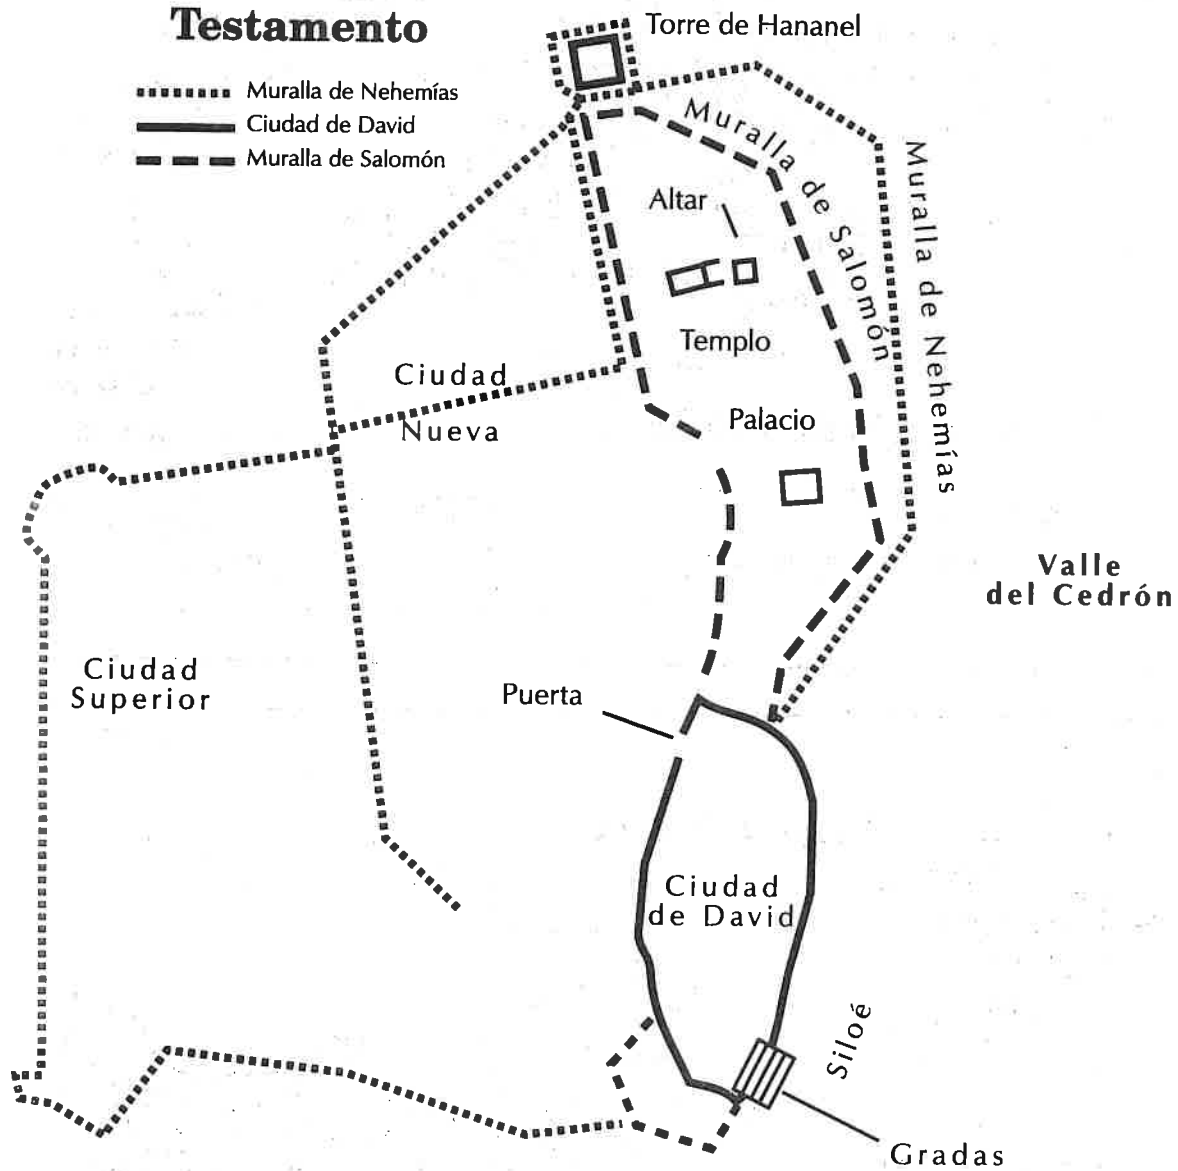 Testamento
Torre de Hananel
Muralla de Nehemías
Ciudad de David
Muralla de Salomón
Muralla de Salomón
Muralla de Nehemías
Altar
Templo
Ciudad
Nueva
Palacio
Valle
del Cedrón
Ciudad
Superior
Puerta
Ciudad
de David
Siloé
Gradas